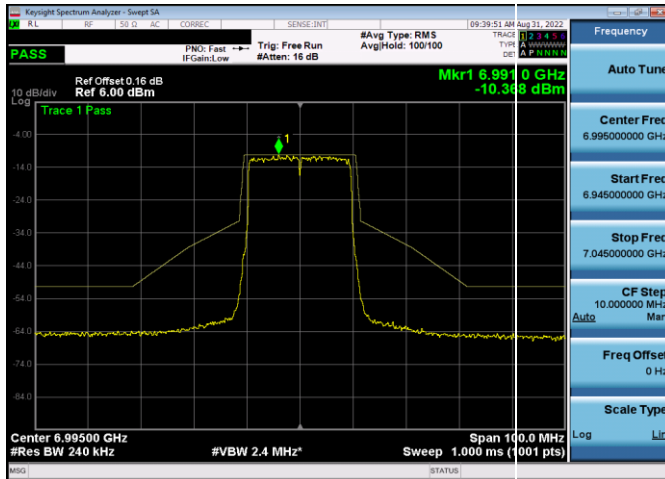 Keysight Spectrum Analyzer - Swept SA
RL RF 50 Ω AC CORREC SENSE:INT 09:39:51 AM Aug 31, 2022
PASS
PNO: Fast
IFGain:Low
Trig: Free Run
#Atten: 16 dB
#Avg Type: RMS
Avg|Hold: 100/100
TRACE 1 2 3 4 5 6
TYPE A WWWWW
DET A P N N N N
Ref Offset 0.16 dB
10 dB/div Ref 6.00 dBm
Log
Mkr1 6.991 0 GHz
-10.368 dBm
Trace 1 Pass
1
-4.00
-14.0
-24.0
-34.0
-44.0
-54.0
-64.0
-74.0
-84.0
Center 6.99500 GHz
#Res BW 240 kHz
#VBW 2.4 MHz*
Span 100.0 MHz
Sweep 1.000 ms (1001 pts)
MSG STATUS
Frequency
Auto Tune
Center Freq
6.995000000 GHz
Start Freq
6.945000000 GHz
Stop Freq
7.045000000 GHz
CF Step
10.000000 MHz
Auto Man
Freq Offset
0 Hz
Scale Type
Log Lin